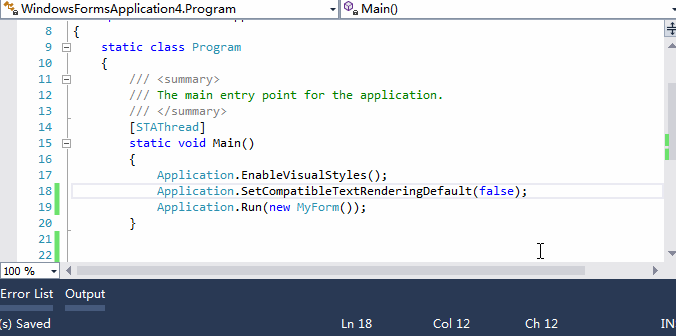 WindowsFormsApplication4.Program Main()
8 {
9 static class Program
10 {
11 /// <summary>
12 /// The main entry point for the application.
13 /// </summary>
14 [STAThread]
15 static void Main()
16 {
17 Application.EnableVisualStyles();
18 Application.SetCompatibleTextRenderingDefault(false);
19 Application.Run(new MyForm());
20 }
21
22
100 %
Error List Output
(s) Saved Ln 18 Col 12 Ch 12 IN